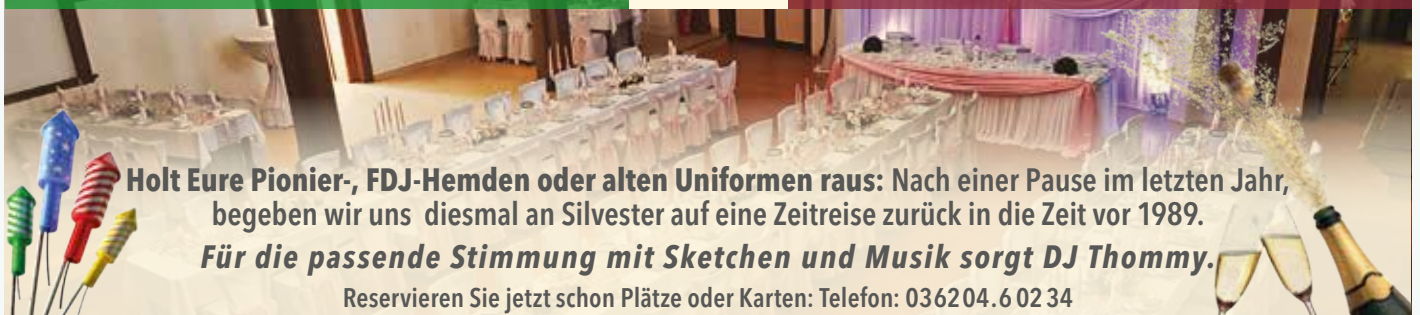 Holt Eure Pionier-, FDJ-Hemden oder alten Uniformen raus: Nach einer Pause im letzten Jahr,
begeben wir uns diesmal an Silvester auf eine Zeitreise zurück in die Zeit vor 1989.
Für die passende Stimmung mit Sketchen und Musik sorgt DJ Thommy.
Reservieren Sie jetzt schon Plätze oder Karten: Telefon: 036204.60234